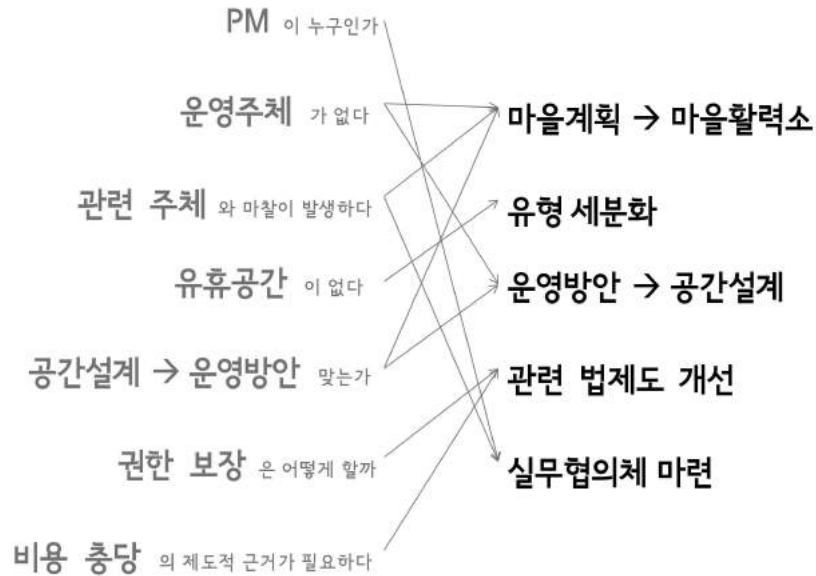 PM 이 누구인가
운영주체 가 없다
마을계획 → 마을활력소
관련 주체 와 마찰이 발생하다
유형 세분화
유휴공간 이 없다
운영방안 → 공간설계
공간설계 → 운영방안 맞는가
관련 법제도 개선
권한 보장 은 어떻게 할까
실무협의체 마련
비용 충당 의 제도적 근거가 필요하다